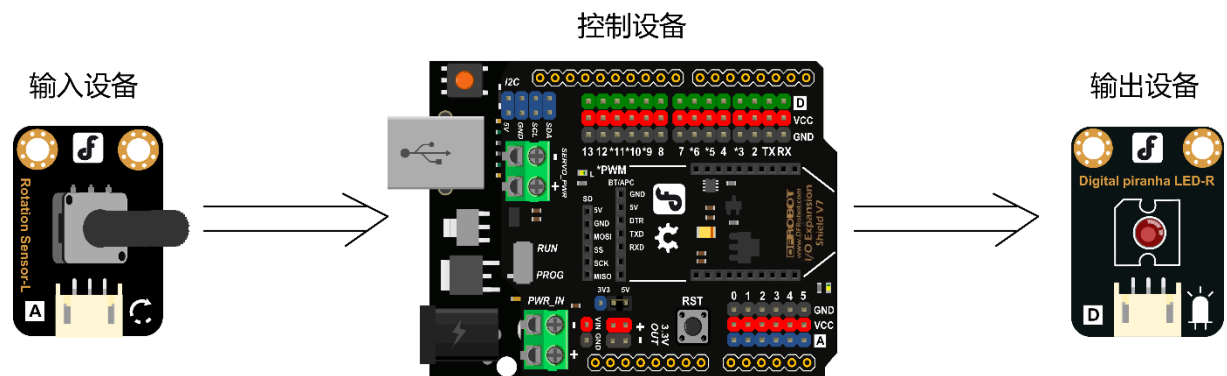 控制设备
输入设备
输出设备
Rotation Sensor-L
A
I2C
5V
GND
SCL
SDA
SERVO_PWR
-
+
D
VCC
GND
13 12 *11 *10 *9 8 7 *6 *5 4 *3 2 TX RX
*PWM
L
BT/APC
GND
5V
DTR
TXD
RXD
SD
5V
GND
MOSI
SS
SCK
MISO
RUN
PROG
DFROBOT
www.DFRobot.com
I/O Expansion
Shield V7
3V3 5V
PWR_IN
-
+
VIN
GND
+
-
3.3V
OUT
RST
0 1 2 3 4 5
GND
VCC
A
Digital piranha LED-R
D